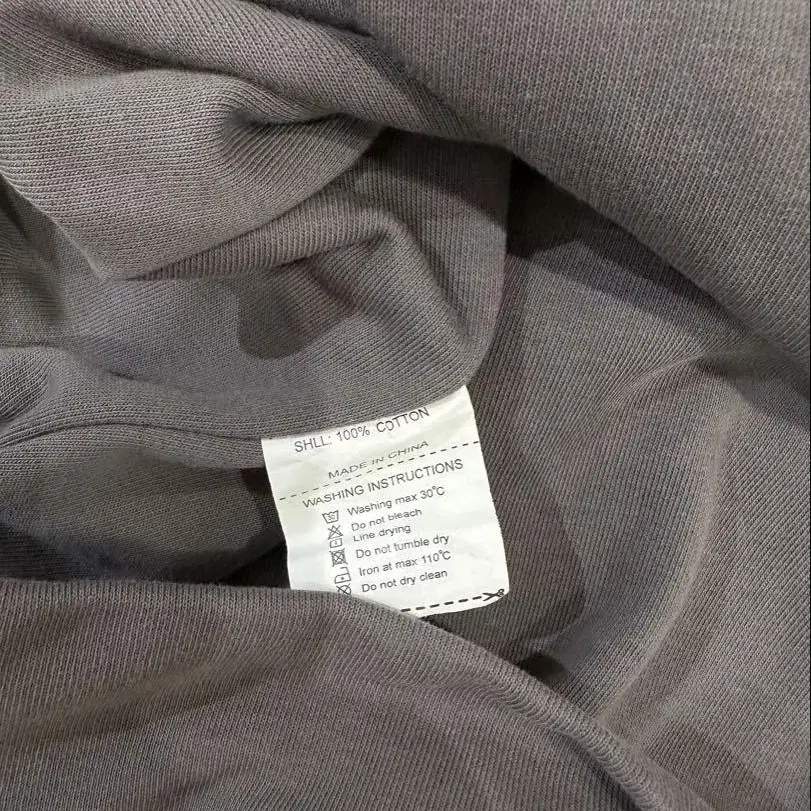 SHLL: 100% COTTON
MADE IN CHINA
WASHING INSTRUCTIONS
Washing max 30°C
Do not bleach
Line drying
Do not tumble dry
Iron at max 110°C
Do not dry clean